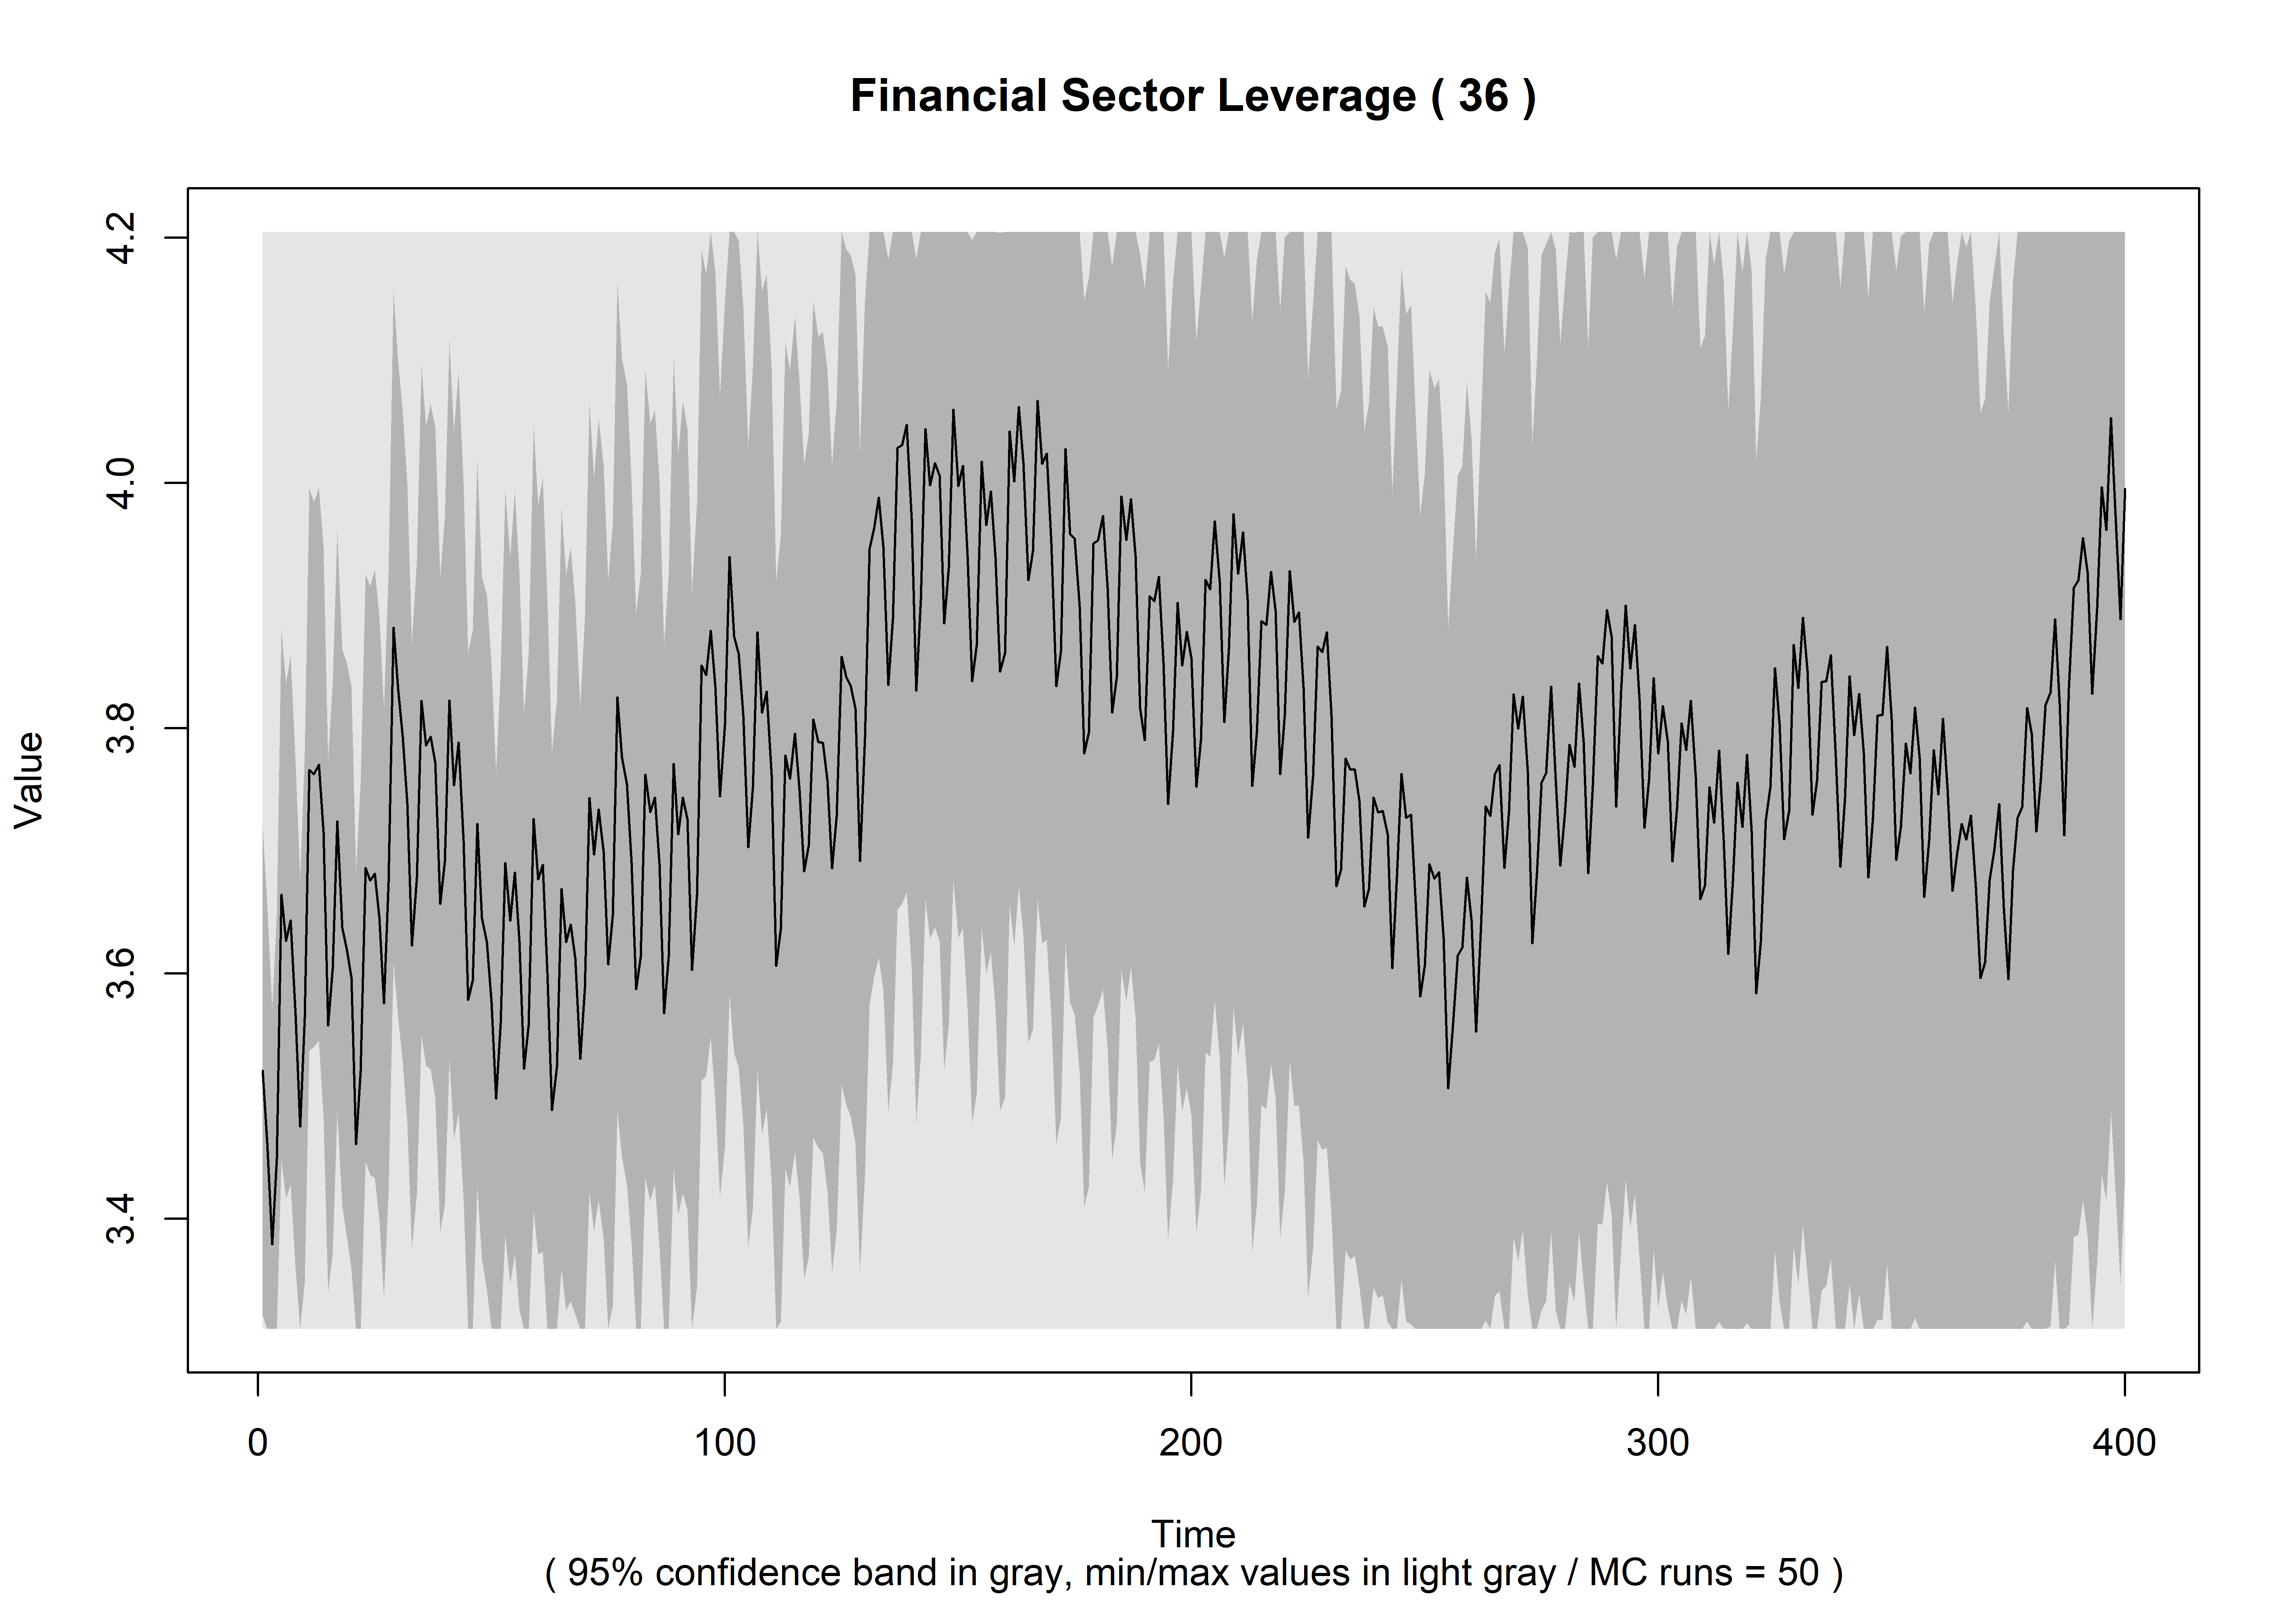 Financial Sector Leverage ( 36 )
4.2
4.0
3.8
3.6
3.4
Value
0 100 200 300 400
Time
( 95% confidence band in gray, min/max values in light gray / MC runs = 50 )